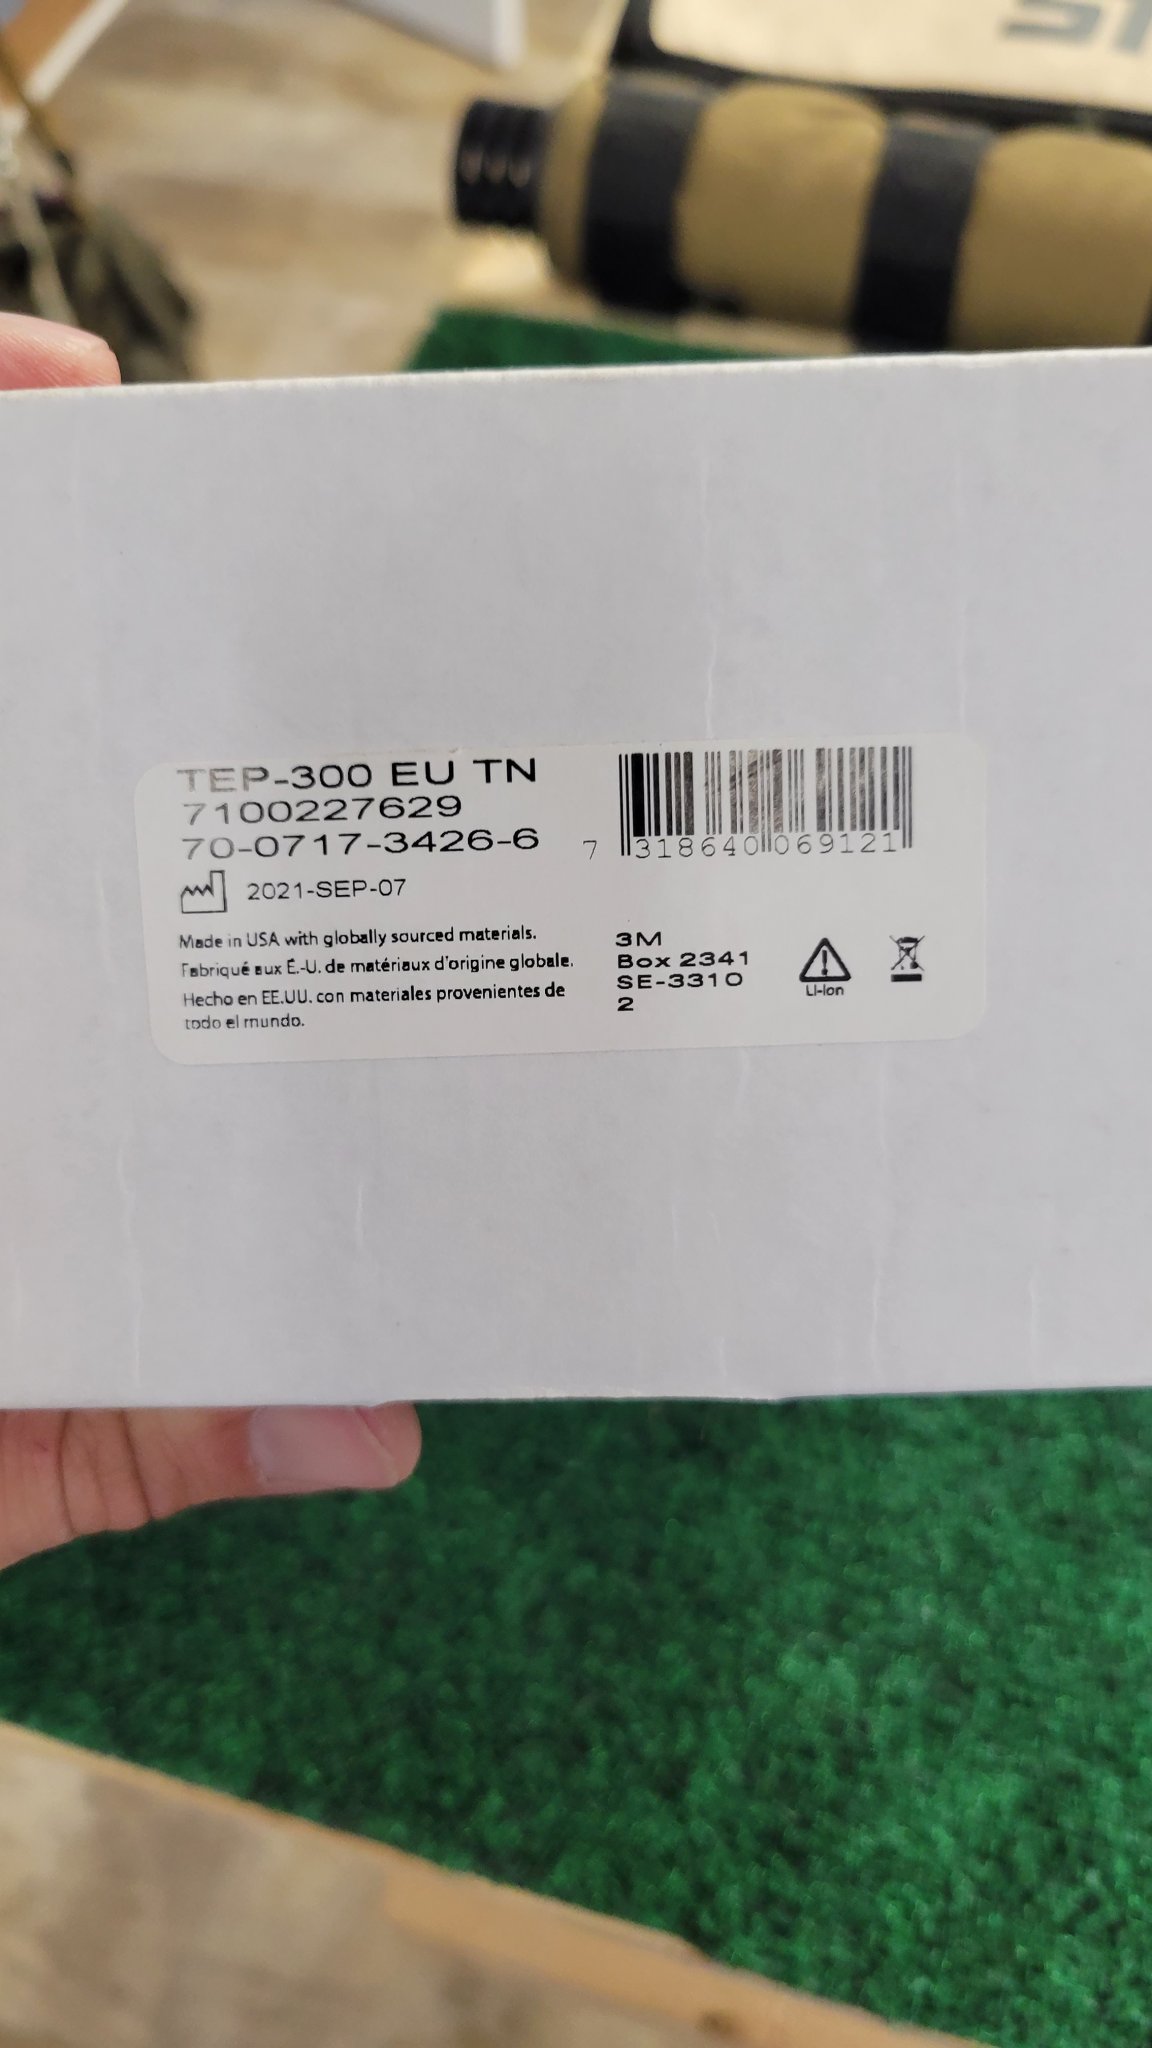 TEP-300 EU TN
7100227629
70-0717-3426-6
7 318640 069121
2021-SEP-07
Made in USA with globally sourced materials.
Fabriqué aux É.-U. de matériaux d'origine globale.
Hecho en EE.UU. con materiales provenientes de
todo el mundo.
3M
Box 2341
SE-3310
2
Li-Ion